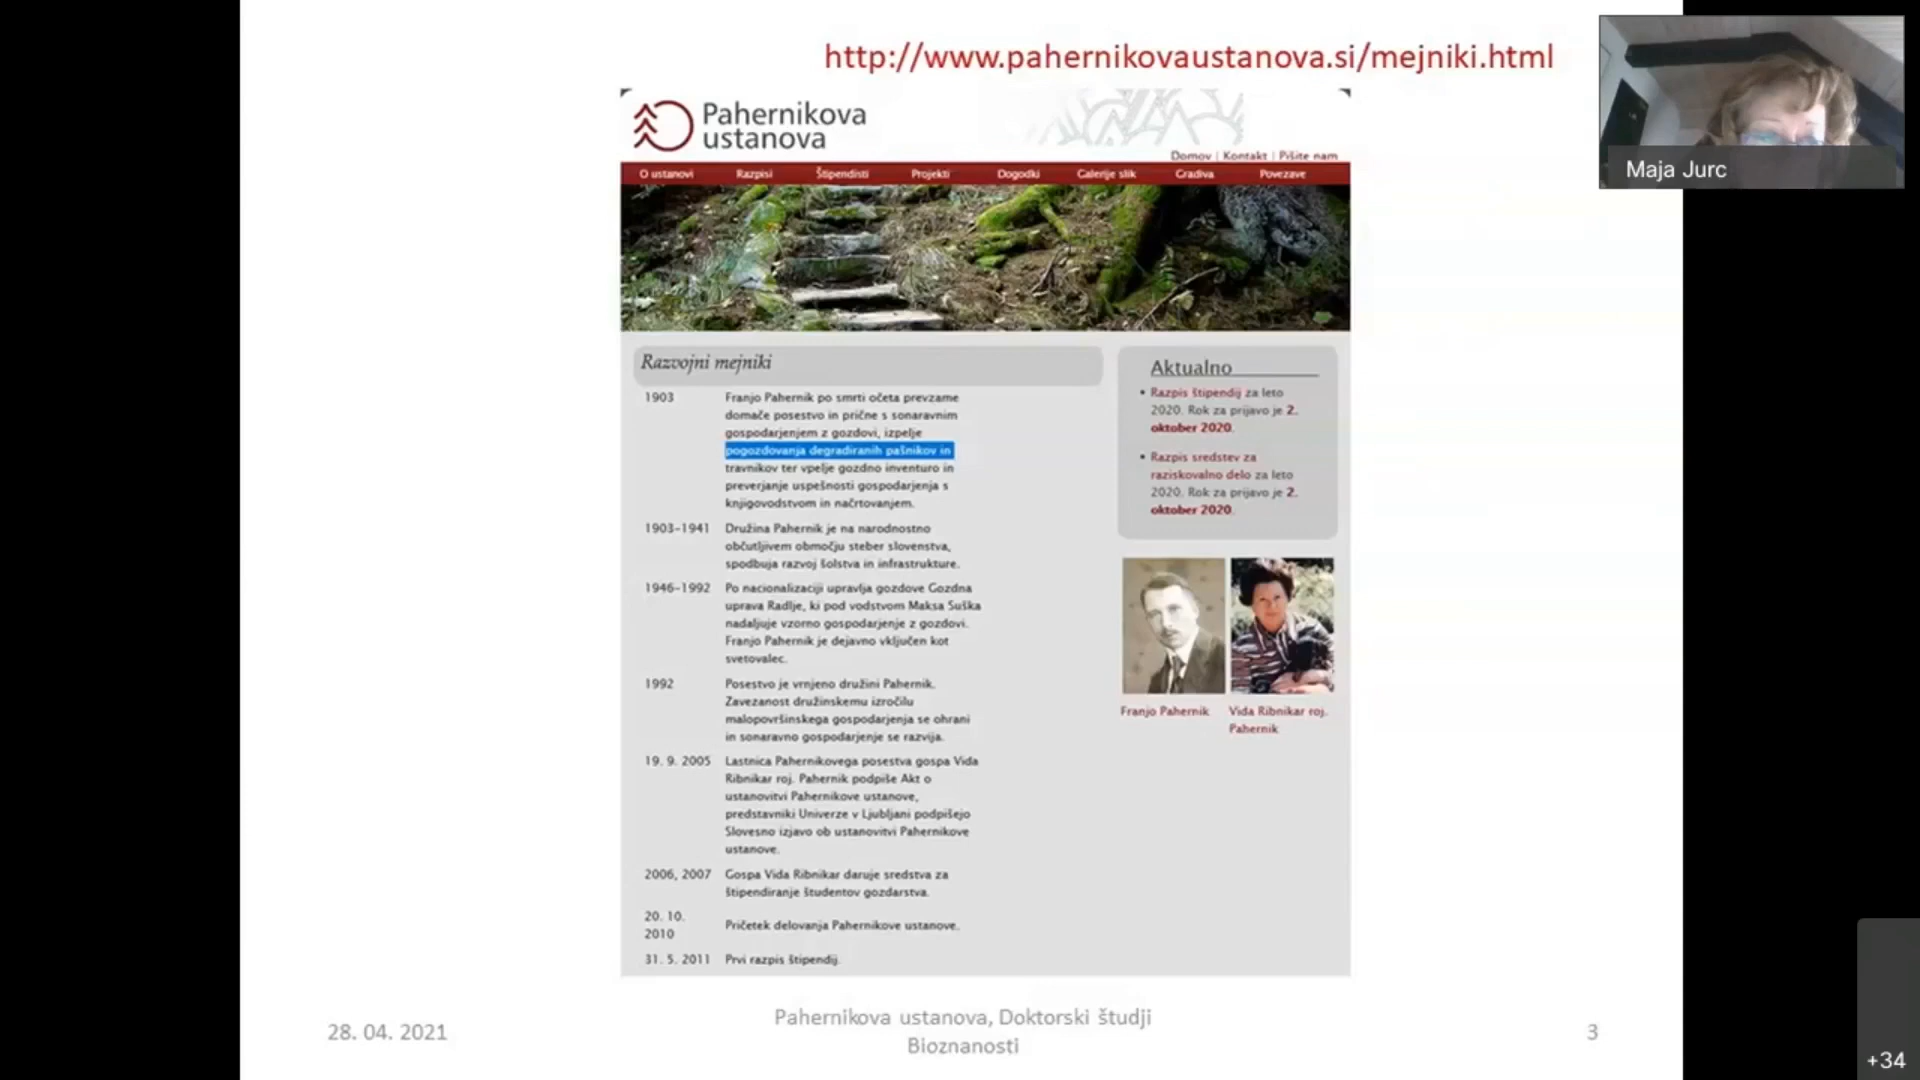 http://www.pahernikovaustanova.si/mejniki.html
Maja Jurc
Pahernikova
ustanova
Domov | Kontakt | Pišite nam
O ustanovi Razpisi Štipendisti Projekti Dogodki Galerije slik Gradiva Povezave
Razvojni mejniki
1903 Franjo Pahernik po smrti očeta prevzame
domače posestvo in prične s sonaravnim
gospodarjenjem z gozdovi, izpelje
pogozdovanja degradiranih pašnikov in
travnikov ter vpelje gozdno inventuro in
preverjanje uspešnosti gospodarjenja s
knjigovodstvom in načrtovanjem.
1903-1941 Družina Pahernik je na narodnostno
občutljivem območju steber slovenstva,
spodbuja razvoj šolstva in infrastrukture.
1946-1992 Po nacionalizaciji upravlja gozdove Gozdna
uprava Radlje, ki pod vodstvom Maksa Suška
nadaljuje vzorno gospodarjenje z gozdovi.
Franjo Pahernik je dejavno vključen kot
svetovalec.
1992 Posestvo je vrnjeno družini Pahernik.
Zavezanost družinskemu izročilu
malopovršinskega gospodarjenja se ohrani
in sonaravno gospodarjenje se razvija.
19. 9. 2005 Lastnica Pahernikovega posestva gospa Vida
Ribnikar roj. Pahernik podpiše Akt o
ustanovitvi Pahernikove ustanove,
predstavniki Univerze v Ljubljani podpišejo
Slovesno izjavo ob ustanovitvi Pahernikove
ustanove.
2006, 2007 Gospa Vida Ribnikar daruje sredstva za
štipendiranje študentov gozdarstva.
20. 10.
2010 Pričetek delovanja Pahernikove ustanove.
31. 5. 2011 Prvi razpis štipendij.
Aktualno
• Razpis štipendij za leto
2020. Rok za prijavo je 2.
oktober 2020.
• Razpis sredstev za
raziskovalno delo za leto
2020. Rok za prijavo je 2.
oktober 2020.
Franjo Pahernik
Vida Ribnikar roj.
Pahernik
28. 04. 2021
Pahernikova ustanova, Doktorski študji
Bioznanosti
3
+34